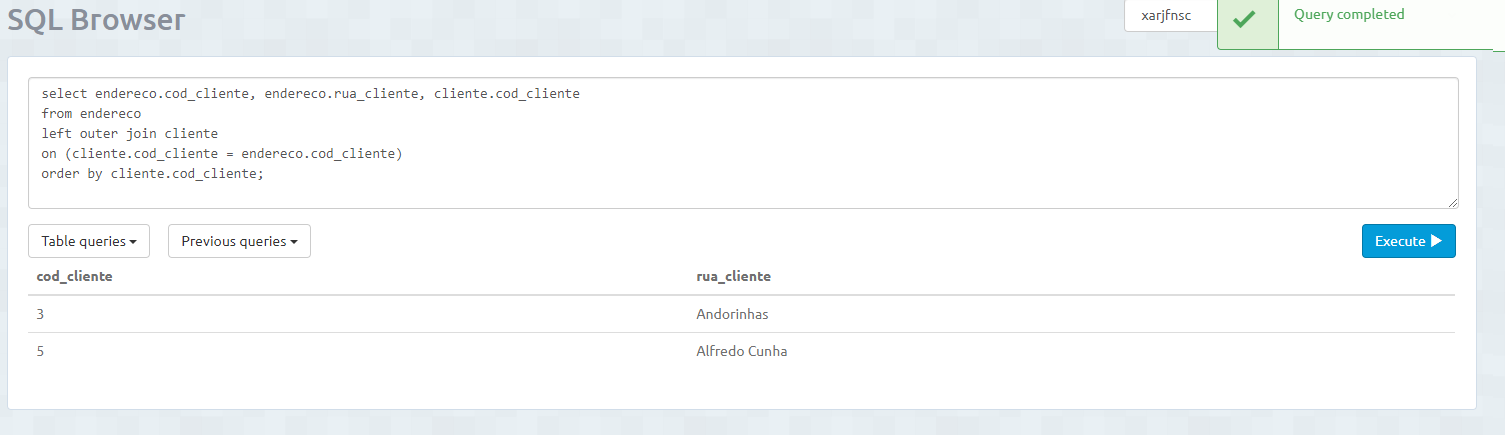 SQL Browser
xarjfnsc
Query completed
select endereco.cod_cliente, endereco.rua_cliente, cliente.cod_cliente
from endereco
left outer join cliente
on (cliente.cod_cliente = endereco.cod_cliente)
order by cliente.cod_cliente;
Table queries
Previous queries
Execute
cod_cliente rua_cliente
3 Andorinhas
5 Alfredo Cunha